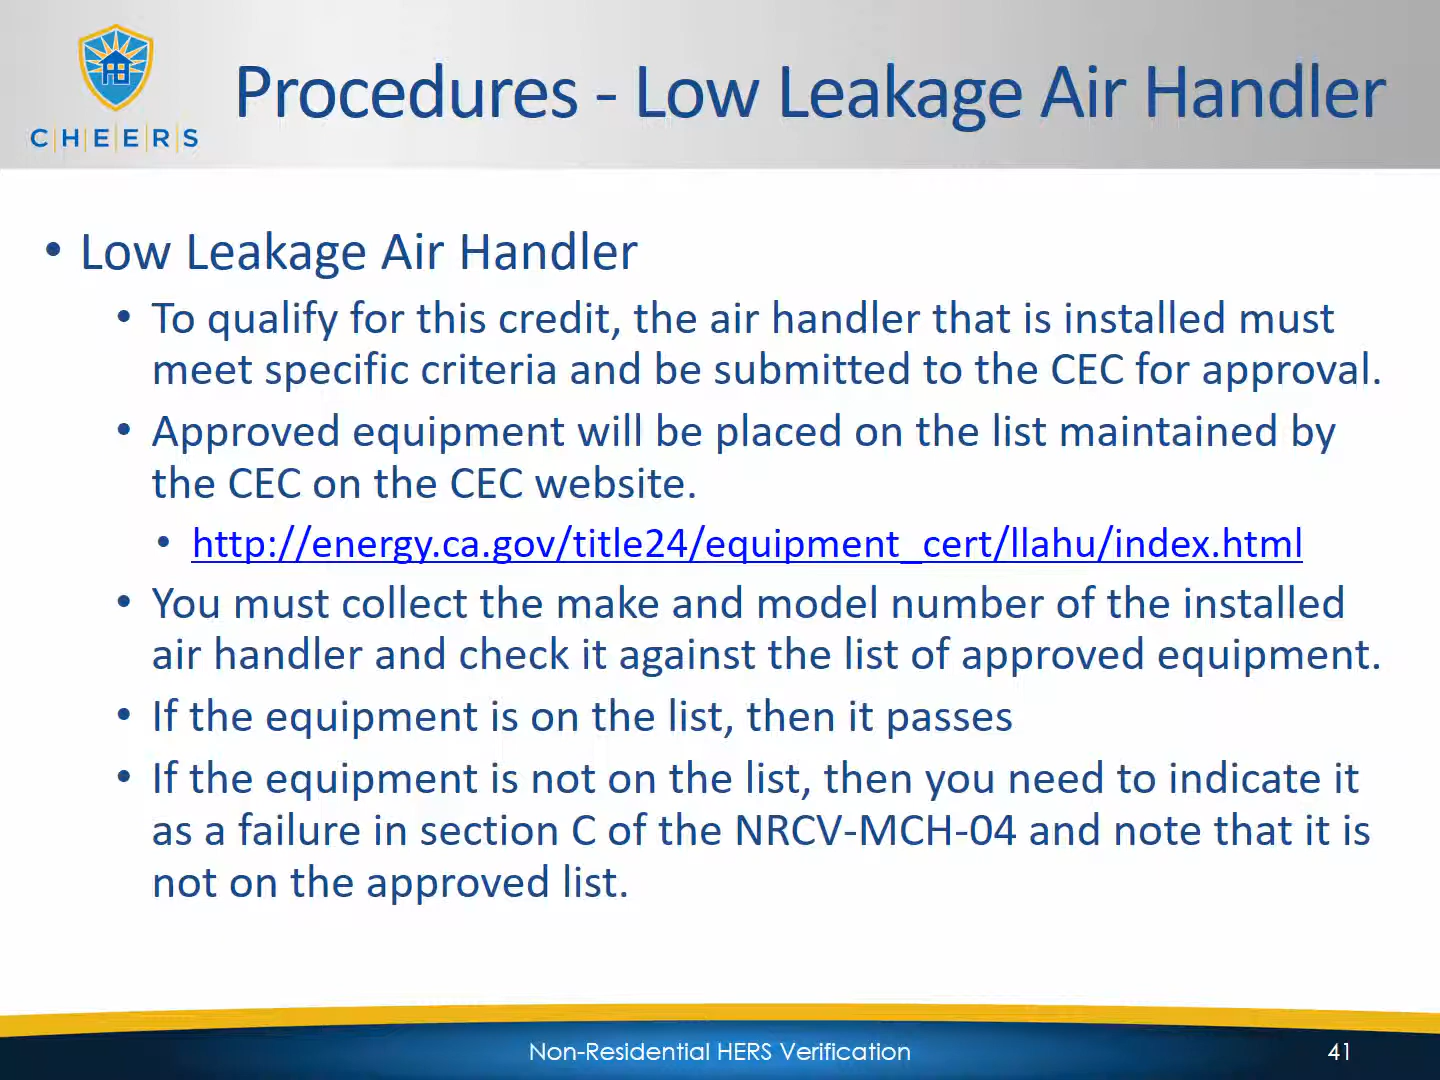 C|H|E|E|R|S
Procedures - Low Leakage Air Handler
• Low Leakage Air Handler
• To qualify for this credit, the air handler that is installed must
meet specific criteria and be submitted to the CEC for approval.
• Approved equipment will be placed on the list maintained by
the CEC on the CEC website.
• http://energy.ca.gov/title24/equipment_cert/llahu/index.html
• You must collect the make and model number of the installed
air handler and check it against the list of approved equipment.
• If the equipment is on the list, then it passes
• If the equipment is not on the list, then you need to indicate it
as a failure in section C of the NRCV-MCH-04 and note that it is
not on the approved list.
Non-Residential HERS Verification
41